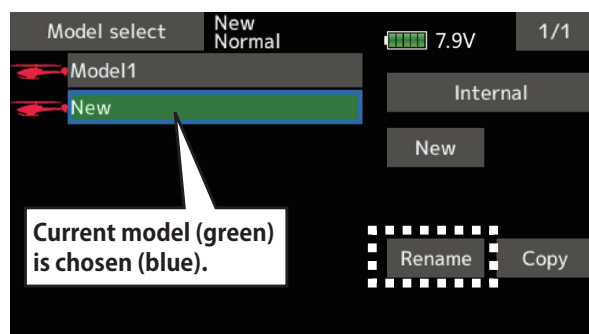 Model select
New
Normal
7.9V
1/1
Model1
New
Internal
New
Current model (green)
is chosen (blue).
Rename
Copy